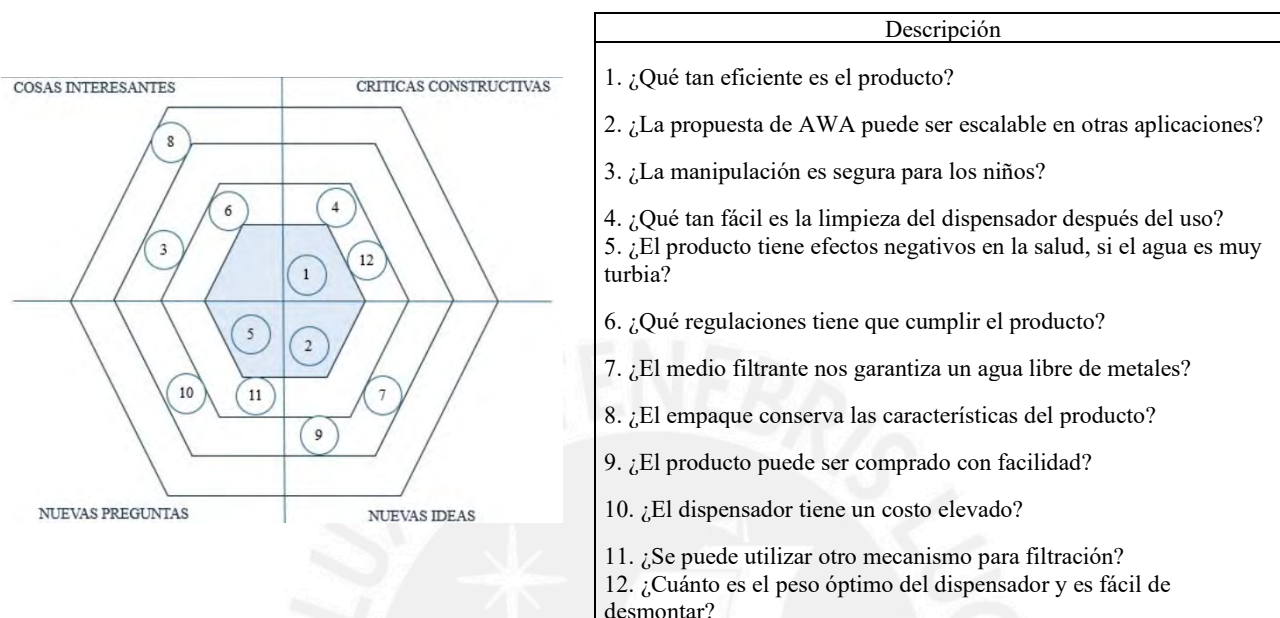 COSAS INTERESANTES
CRITICAS CONSTRUCTIVAS
8
6
4
3
12
1
5
2
10
11
7
9
NUEVAS PREGUNTAS
NUEVAS IDEAS
Descripción
1. ¿Qué tan eficiente es el producto?
2. ¿La propuesta de AWA puede ser escalable en otras aplicaciones?
3. ¿La manipulación es segura para los niños?
4. ¿Qué tan fácil es la limpieza del dispensador después del uso?
5. ¿El producto tiene efectos negativos en la salud, si el agua es muy
turbia?
6. ¿Qué regulaciones tiene que cumplir el producto?
7. ¿El medio filtrante nos garantiza un agua libre de metales?
8. ¿El empaque conserva las características del producto?
9. ¿El producto puede ser comprado con facilidad?
10. ¿El dispensador tiene un costo elevado?
11. ¿Se puede utilizar otro mecanismo para filtración?
12. ¿Cuánto es el peso óptimo del dispensador y es fácil de
desmontar?